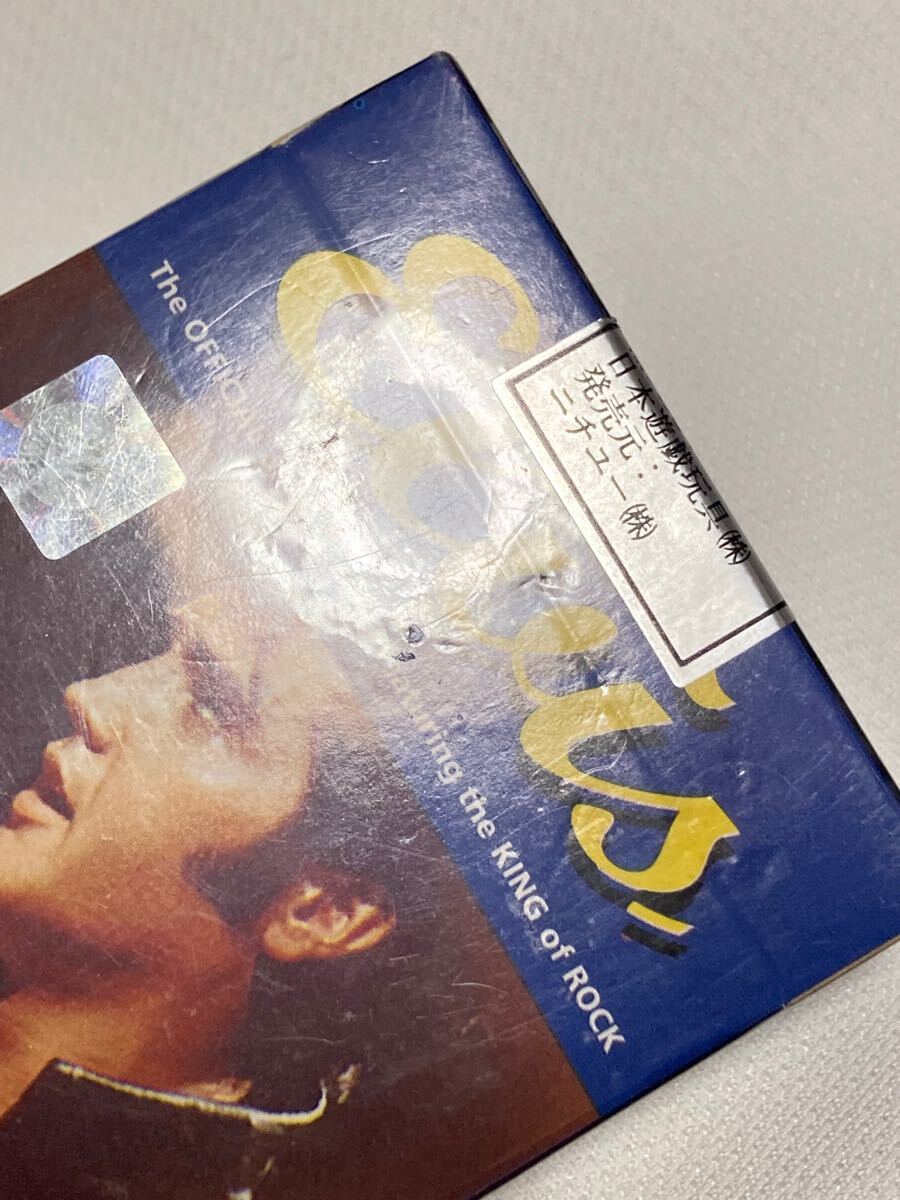 Elvis
The OFFICIAL
featuring the KING of ROCK
日本遊戯玩具㈱
発売元：
ニチユー㈱